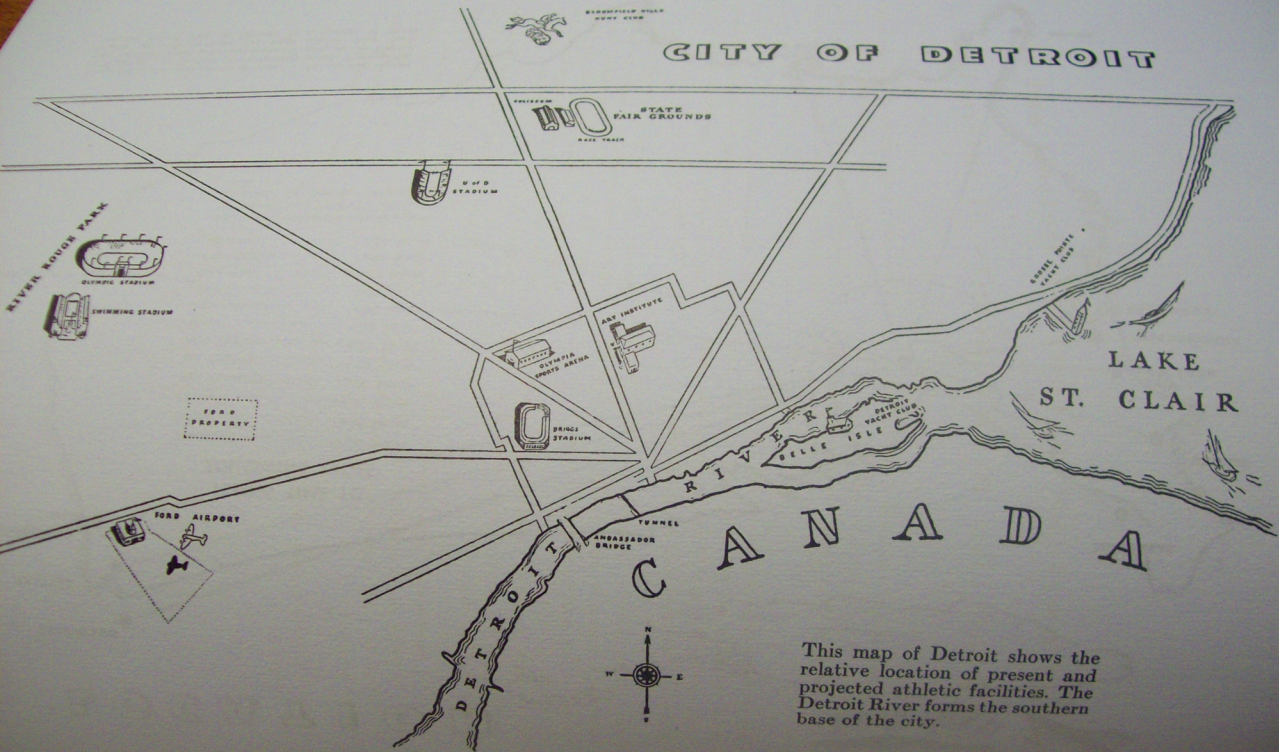 BLOOMFIELD HILLS
HUNT CLUB
CITY OF DETROIT
COLISEUM
STATE
FAIR GROUNDS
RACE TRACK
U of D
STADIUM
RIVER ROUGE PARK
OLYMPIC STADIUM
SWIMMING STADIUM
GROSSE POINTE
YACHT CLUB
ART INSTITUTE
OLYMPIA
SPORTS ARENA
LAKE
ST. CLAIR
FORD
PROPERTY
BRIGGS
STADIUM
DETROIT
YACHT CLUB
BELLE ISLE
RIVER
FORD AIRPORT
TUNNEL
AMBASSADOR
BRIDGE
CANADA
DETROIT
N
W E
S
This map of Detroit shows the
relative location of present and
projected athletic facilities. The
Detroit River forms the southern
base of the city.